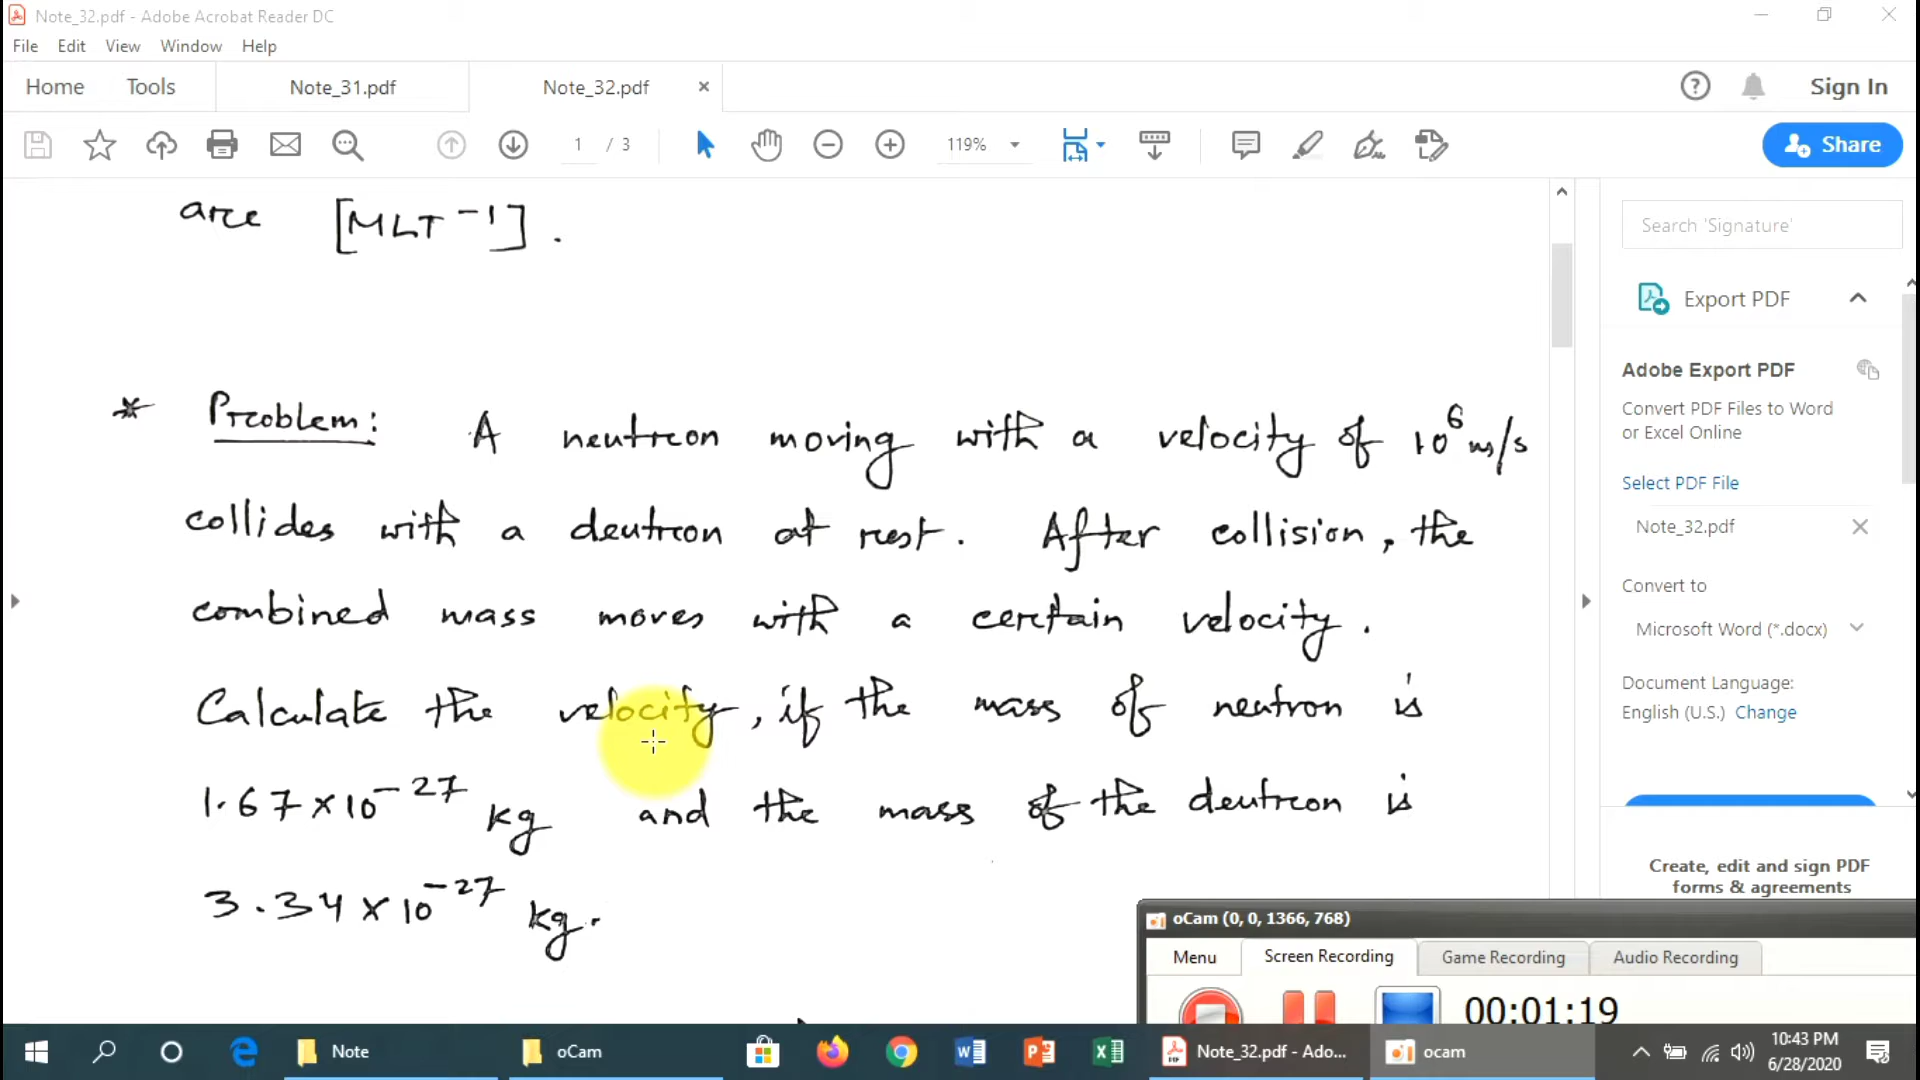 Note_32.pdf - Adobe Acrobat Reader DC
File Edit View Window Help
Home Tools Note_31.pdf Note_32.pdf Sign In
1 / 3 119% Share
are [MLT⁻¹].
* Problem: A neutron moving with a velocity of 10⁶ m/s
collides with a deutron at rest. After collision, the
combined mass moves with a certain velocity.
Calculate the velocity, if the mass of neutron is
1.67×10⁻²⁷ kg and the mass of the deutron is
3.34×10⁻²⁷ kg.
Search 'Signature'
Export PDF
Adobe Export PDF
Convert PDF Files to Word
or Excel Online
Select PDF File
Note_32.pdf
Convert to
Microsoft Word (*.docx)
Document Language:
English (U.S.) Change
Create, edit and sign PDF
forms & agreements
oCam (0, 0, 1366, 768)
Menu Screen Recording Game Recording Audio Recording
00:01:19
Note oCam Note_32.pdf - Ado... ocam
10:43 PM
6/28/2020